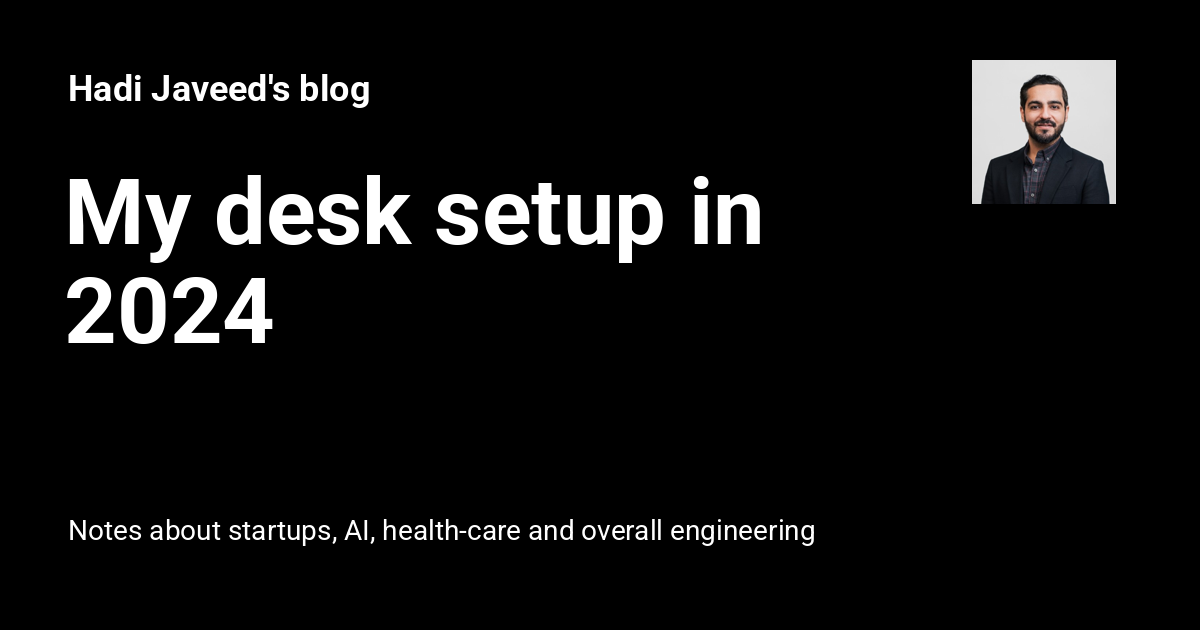 Hadi Javeed's blog
My desk setup in
2024
Notes about startups, AI, health-care and overall engineering